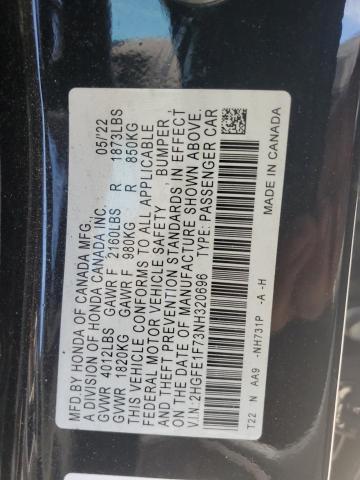 MFD.BY HONDA OF CANADA MFG.
A DIVISION OF HONDA CANADA INC. 05/'22
GVWR 4012LBS GAWR F 2160LBS R 1873LBS
GVWR 1820KG GAWR F 980KG R 850KG
THIS VEHICLE CONFORMS TO ALL APPLICABLE
FEDERAL MOTOR VEHICLE SAFETY BUMPER
AND THEFT PREVENTION STANDARDS IN EFFECT
ON THE DATE OF MANUFACTURE SHOWN ABOVE.
V.I.N:2HGFE1F73NH320696 TYPE: PASSENGER CAR
T22 N AA9 -NH731P -A -H MADE IN CANADA